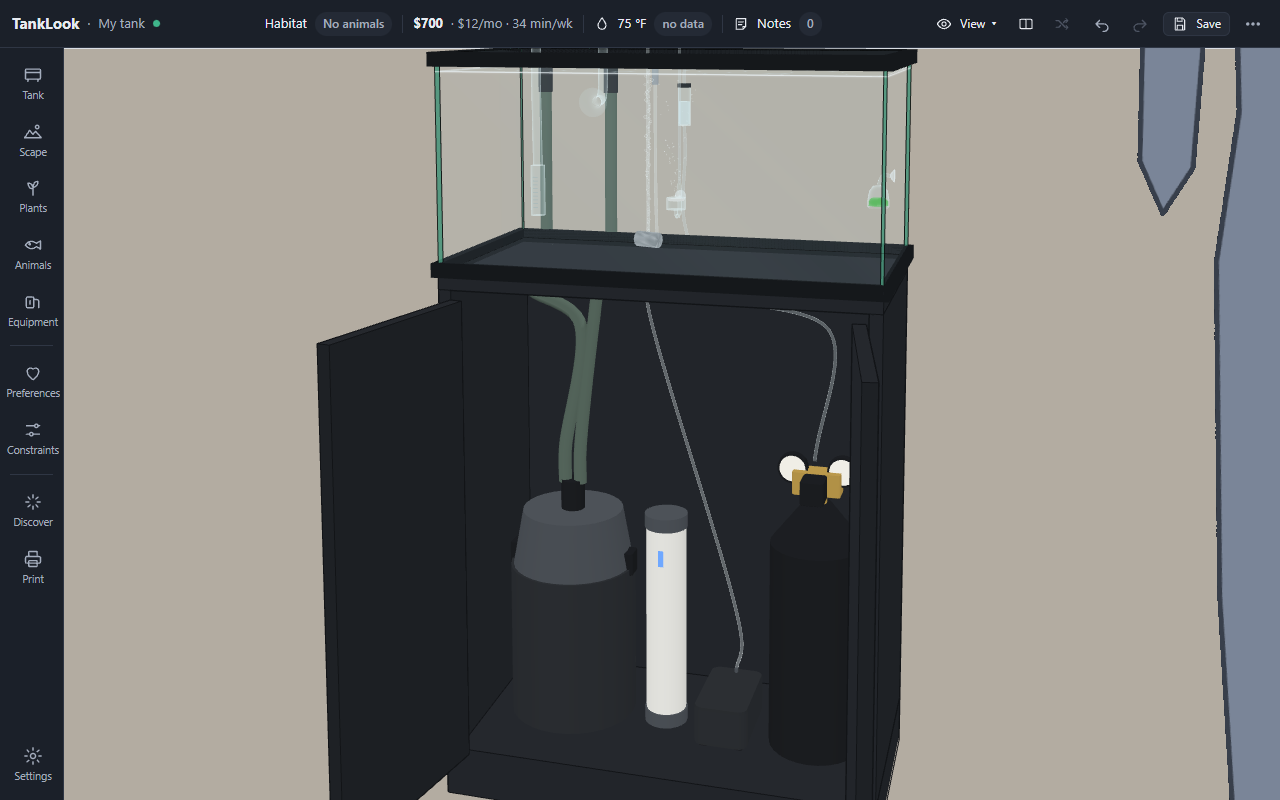 TankLook · My tank
Habitat No animals $700 · $12/mo · 34 min/wk 75 °F no data Notes 0 View Save
Tank
Scape
Plants
Animals
Equipment
Preferences
Constraints
Discover
Print
Settings